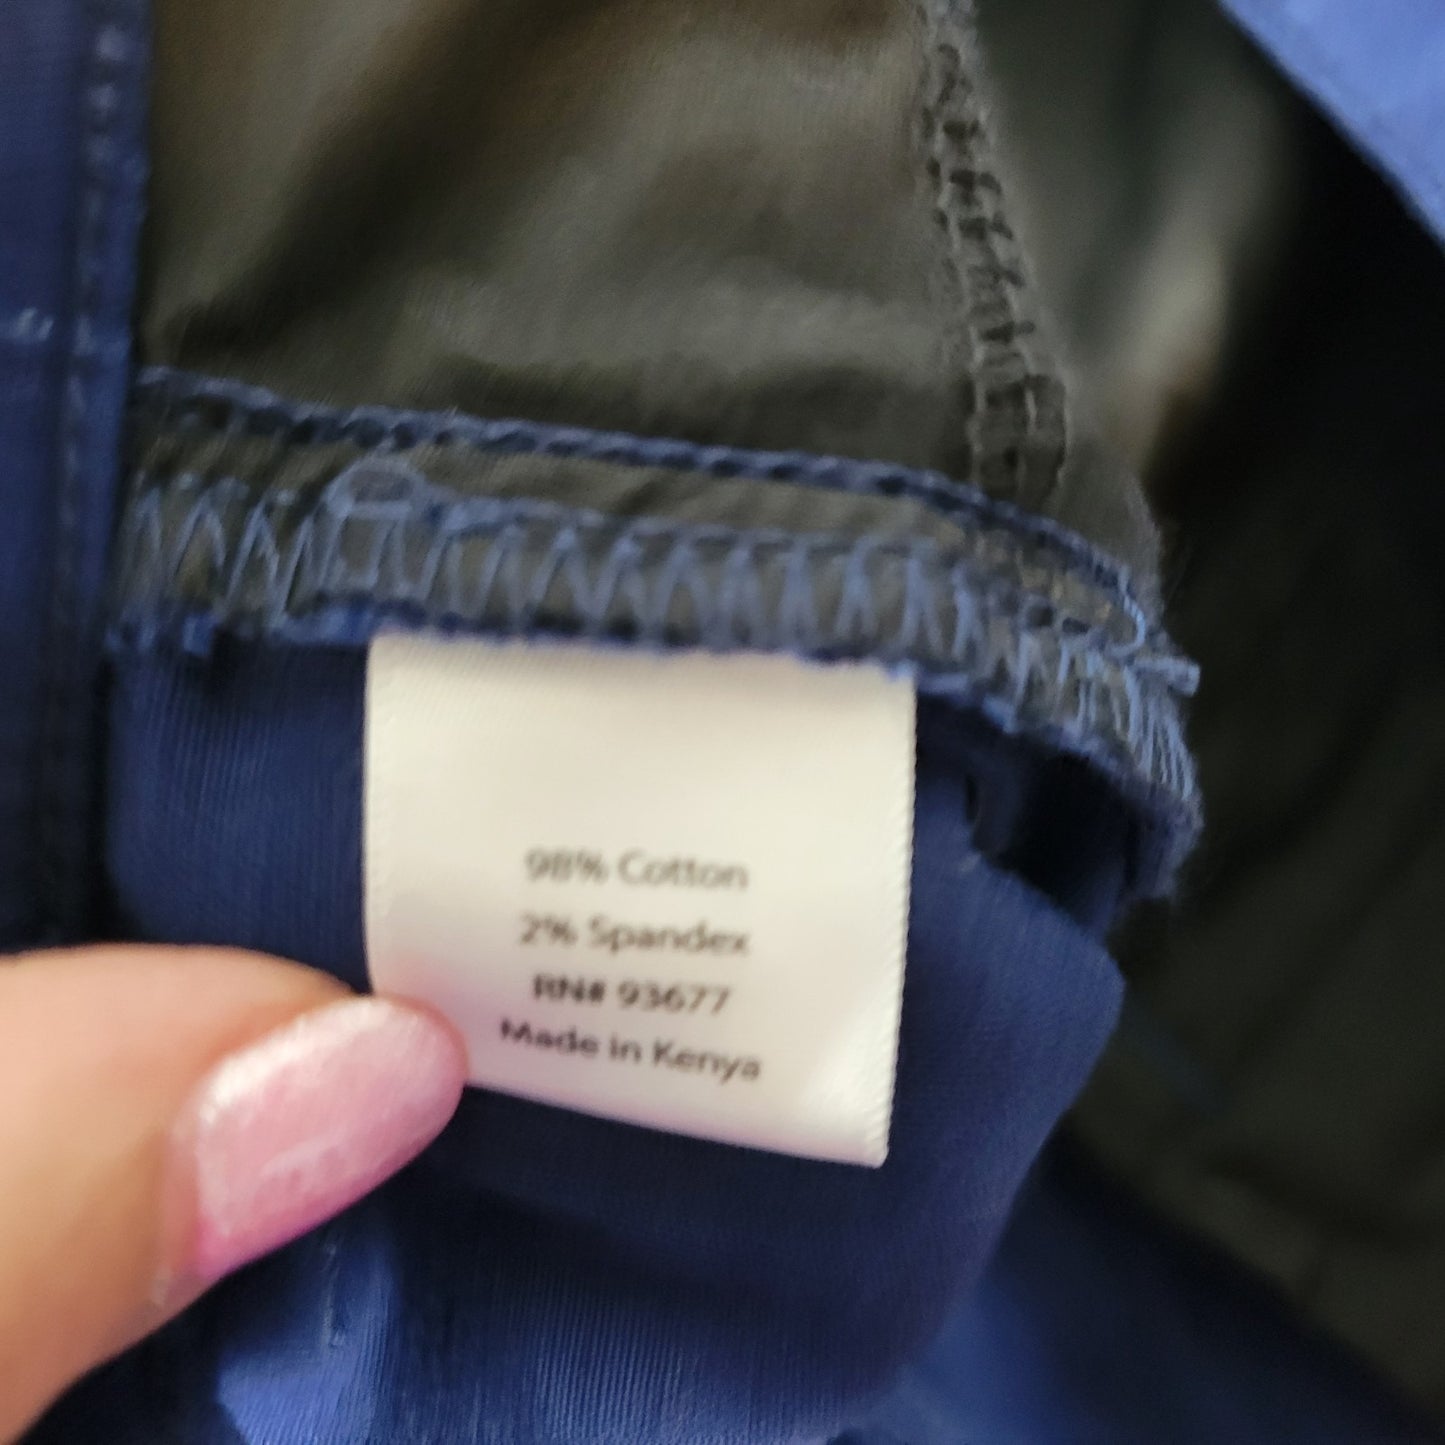 98% Cotton
2% Spandex
RN# 93677
Made in Kenya